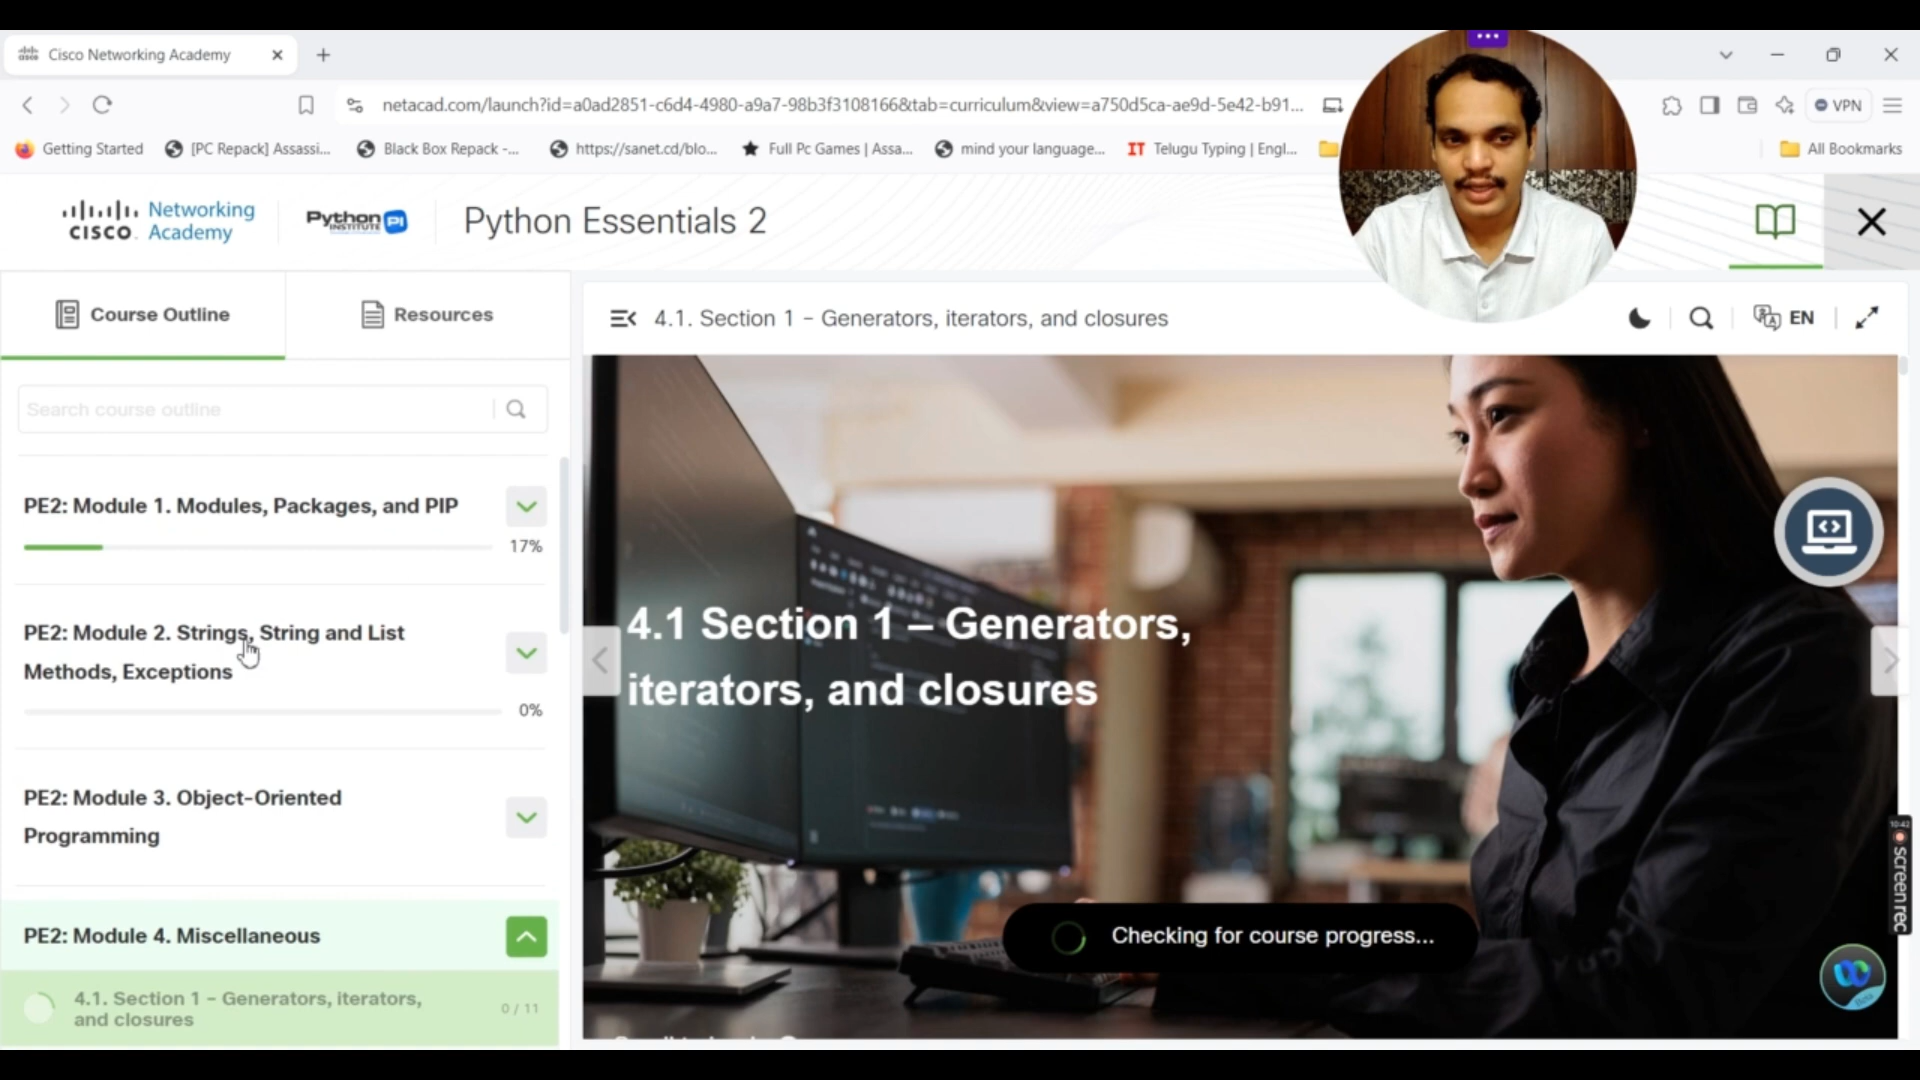 Cisco Networking Academy
netacad.com/launch?id=a0ad2851-c6d4-4980-a9a7-98b3f3108166&tab=curriculum&view=a750d5ca-ae9d-5e42-b91...
VPN
Getting Started
[PC Repack] Assassi...
Black Box Repack -...
https://sanet.cd/blo...
Full Pc Games | Assa...
mind your language...
IT Telugu Typing | Engl...
All Bookmarks
CISCO
Networking
Academy
Python
INSTITUTE
PI
Python Essentials 2
Course Outline
Resources
4.1. Section 1 – Generators, iterators, and closures
EN
Search course outline
PE2: Module 1. Modules, Packages, and PIP
17%
PE2: Module 2. Strings, String and List
Methods, Exceptions
0%
PE2: Module 3. Object-Oriented
Programming
PE2: Module 4. Miscellaneous
4.1. Section 1 – Generators, iterators,
and closures
0 / 11
4.1 Section 1 – Generators,
iterators, and closures
Checking for course progress...
10:42
screenrec
Beta